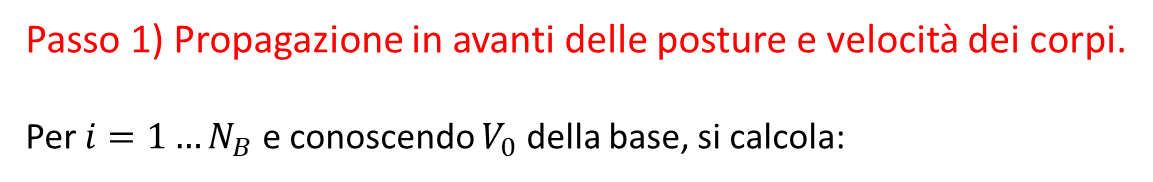 Passo 1) Propagazione in avanti delle posture e velocità dei corpi.
Per 𝑖 = 1 … 𝑁_𝐵 e conoscendo 𝑉_0 della base, si calcola: